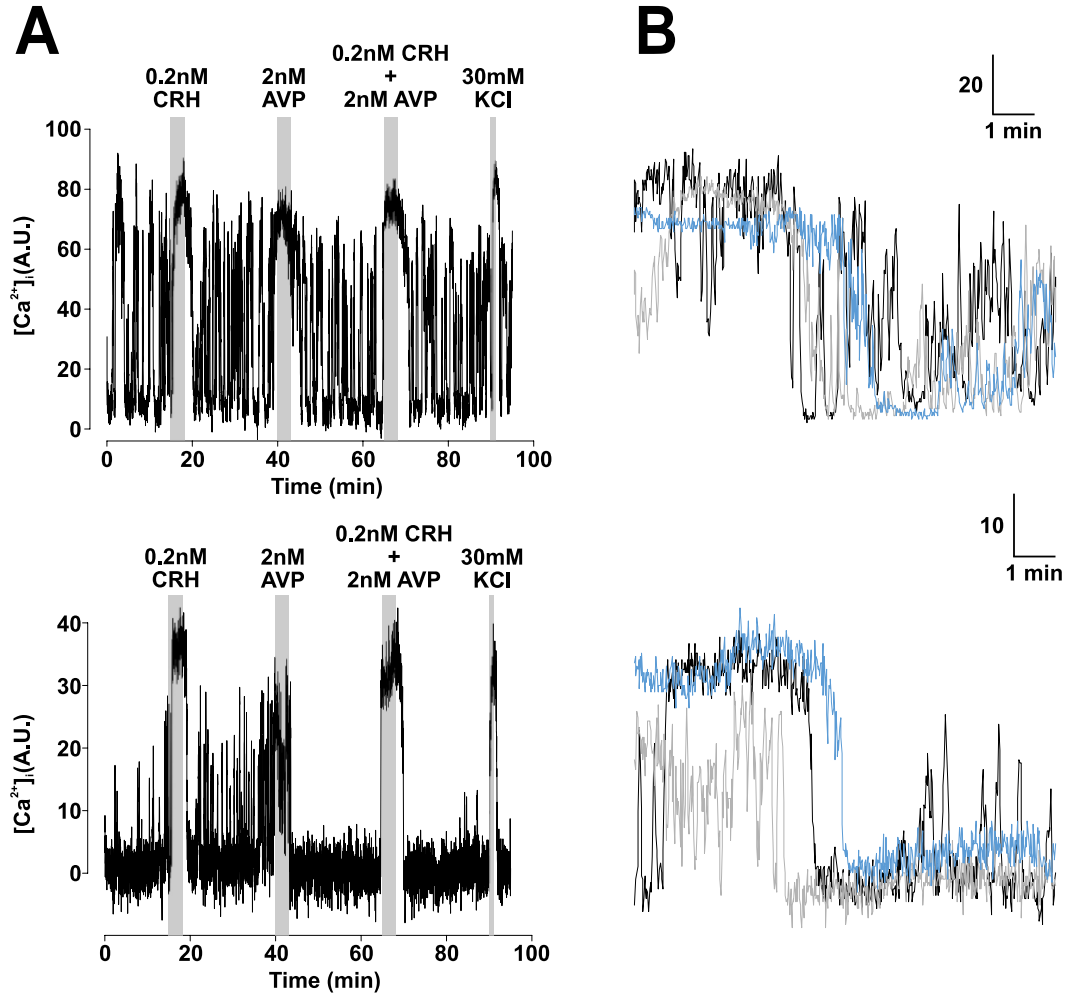 A
B
0.2nM CRH
+
2nM AVP
0.2nM
CRH
2nM
AVP
30mM
KCl
100
80
60
40
20
0
[Ca²⁺]ᵢ(A.U.)
0 20 40 60 80 100
Time (min)
20
1 min
0.2nM CRH
+
2nM AVP
0.2nM
CRH
2nM
AVP
30mM
KCl
40
30
20
10
0
[Ca²⁺]ᵢ(A.U.)
0 20 40 60 80 100
Time (min)
10
1 min